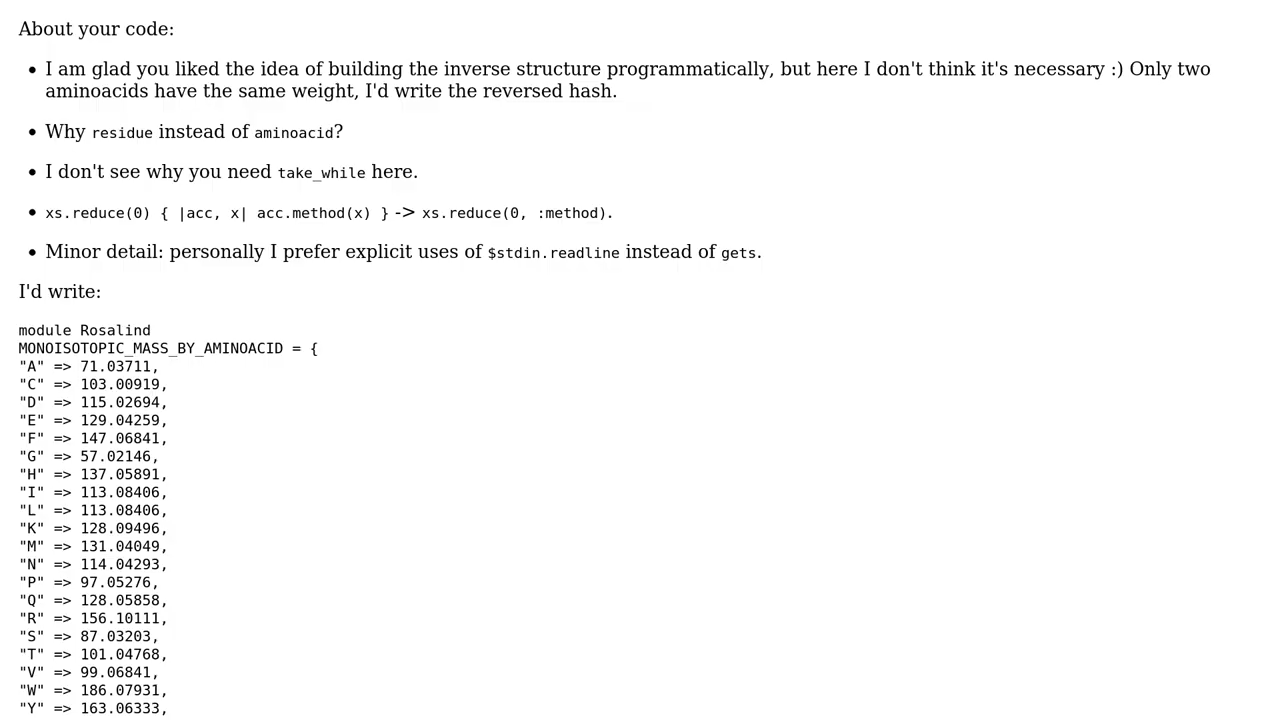 About your code:
• I am glad you liked the idea of building the inverse structure programmatically, but here I don't think it's necessary :) Only two
aminoacids have the same weight, I'd write the reversed hash.
• Why residue instead of aminoacid?
• I don't see why you need take_while here.
• xs.reduce(0) { |acc, x| acc.method(x) } -> xs.reduce(0, :method).
• Minor detail: personally I prefer explicit uses of $stdin.readline instead of gets.
I'd write:
module Rosalind
MONOISOTOPIC_MASS_BY_AMINOACID = {
"A" => 71.03711,
"C" => 103.00919,
"D" => 115.02694,
"E" => 129.04259,
"F" => 147.06841,
"G" => 57.02146,
"H" => 137.05891,
"I" => 113.08406,
"L" => 113.08406,
"K" => 128.09496,
"M" => 131.04049,
"N" => 114.04293,
"P" => 97.05276,
"Q" => 128.05858,
"R" => 156.10111,
"S" => 87.03203,
"T" => 101.04768,
"V" => 99.06841,
"W" => 186.07931,
"Y" => 163.06333,